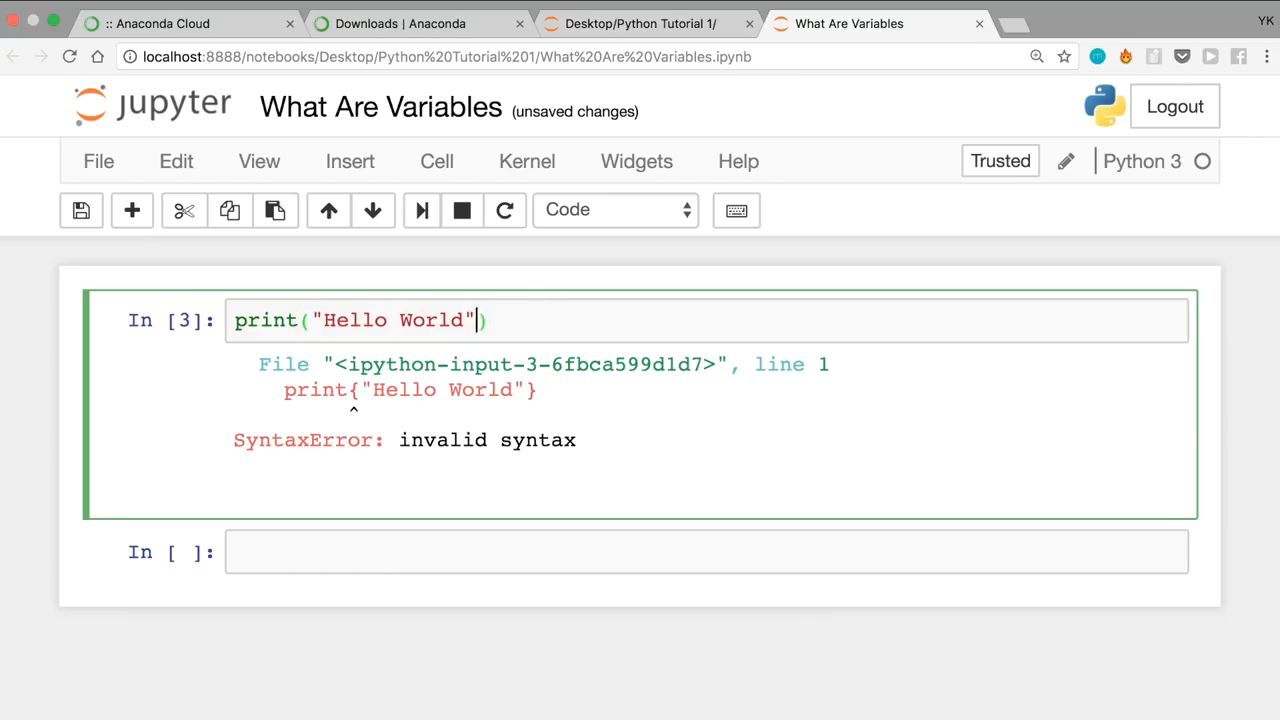 :: Anaconda Cloud
Downloads | Anaconda
Desktop/Python Tutorial 1/
What Are Variables
YK
localhost:8888/notebooks/Desktop/Python%20Tutorial%201/What%20Are%20Variables.ipynb
jupyter
What Are Variables (unsaved changes)
Logout
File Edit View Insert Cell Kernel Widgets Help
Trusted
Python 3
Code
In [3]: print("Hello World")
File "<ipython-input-3-6fbca599d1d7>", line 1
print{"Hello World"}
^
SyntaxError: invalid syntax
In [ ]: